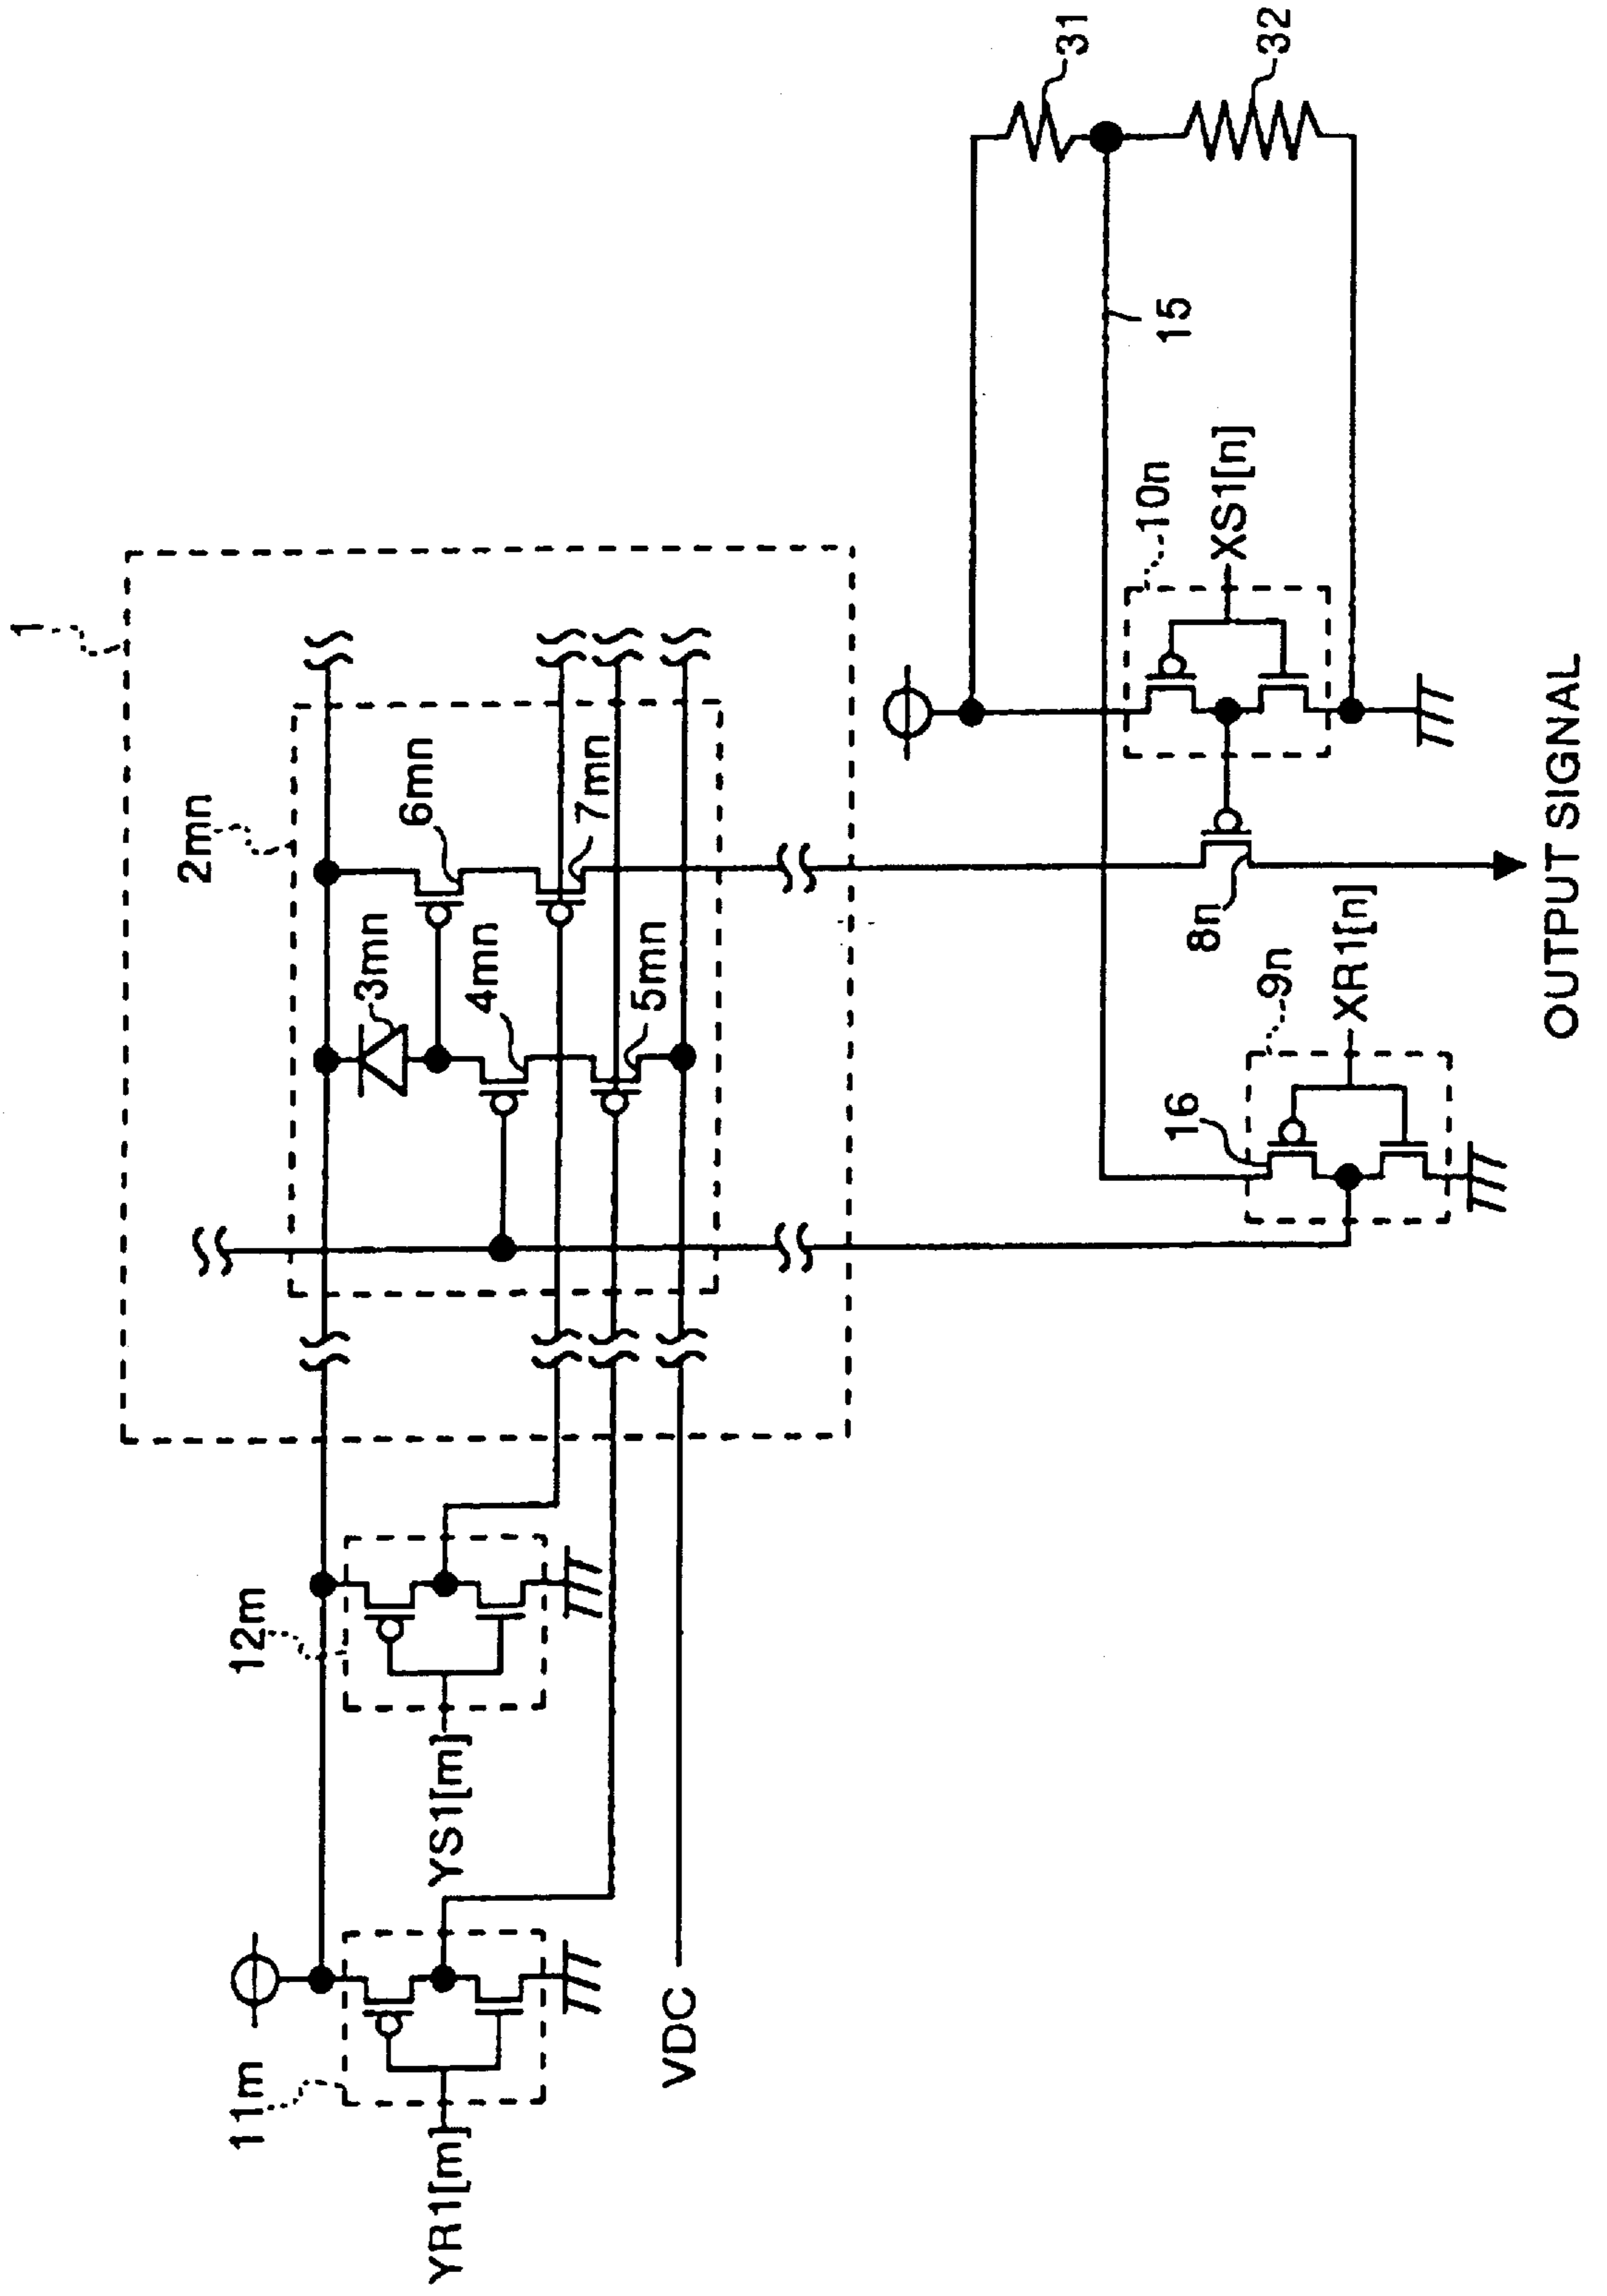 1
2mn
6mn
3mn
4mn
7mn
5mn
11m
12m
YR1[m]
YS1[m]
VDC
31
32
15
10n
XS1[n]
8n
9n
16
XR1[n]
OUTPUT SIGNAL